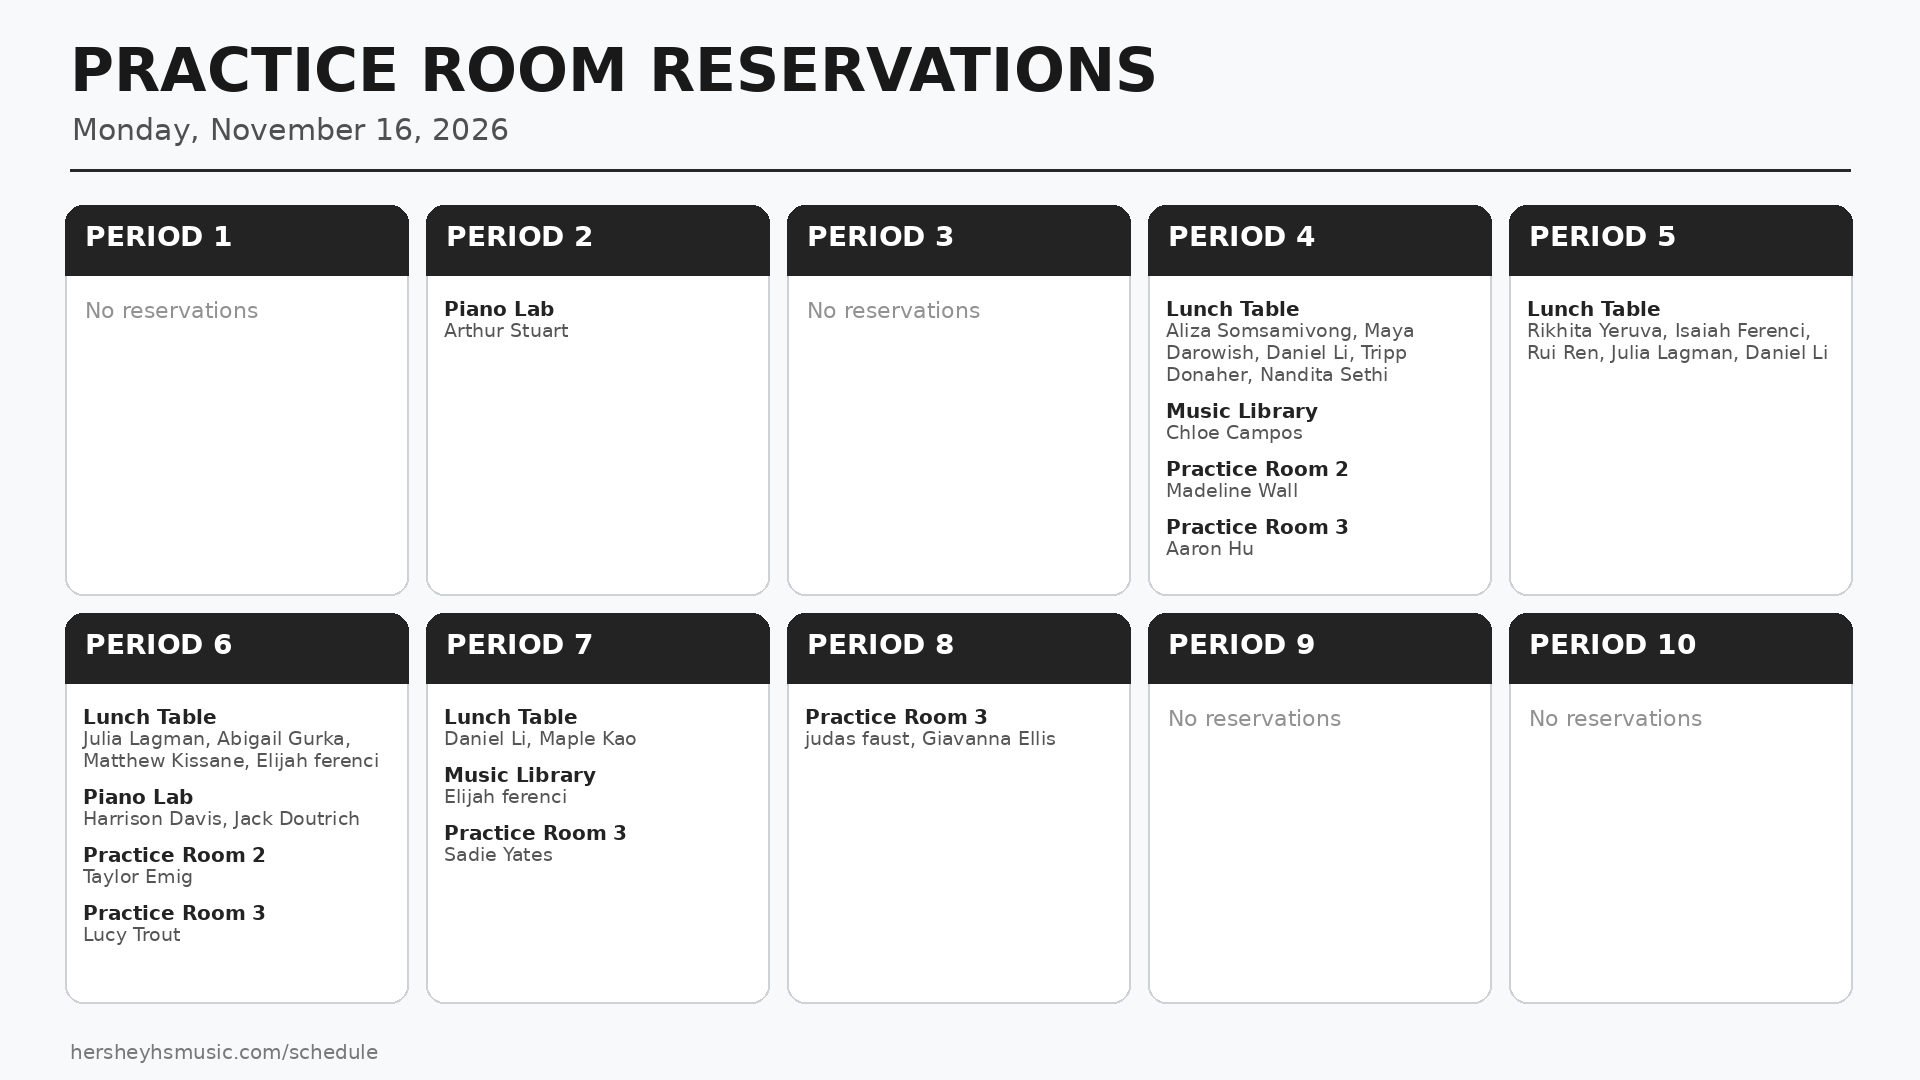 PRACTICE ROOM RESERVATIONS
Monday, November 16, 2026
PERIOD 1
No reservations
PERIOD 2
Piano Lab
Arthur Stuart
PERIOD 3
No reservations
PERIOD 4
Lunch Table
Aliza Somsamivong, Maya
Darowish, Daniel Li, Tripp
Donaher, Nandita Sethi
Music Library
Chloe Campos
Practice Room 2
Madeline Wall
Practice Room 3
Aaron Hu
PERIOD 5
Lunch Table
Rikhita Yeruva, Isaiah Ferenci,
Rui Ren, Julia Lagman, Daniel Li
PERIOD 6
Lunch Table
Julia Lagman, Abigail Gurka,
Matthew Kissane, Elijah ferenci
Piano Lab
Harrison Davis, Jack Doutrich
Practice Room 2
Taylor Emig
Practice Room 3
Lucy Trout
PERIOD 7
Lunch Table
Daniel Li, Maple Kao
Music Library
Elijah ferenci
Practice Room 3
Sadie Yates
PERIOD 8
Practice Room 3
judas faust, Giavanna Ellis
PERIOD 9
No reservations
PERIOD 10
No reservations
hersheyhsmusic.com/schedule